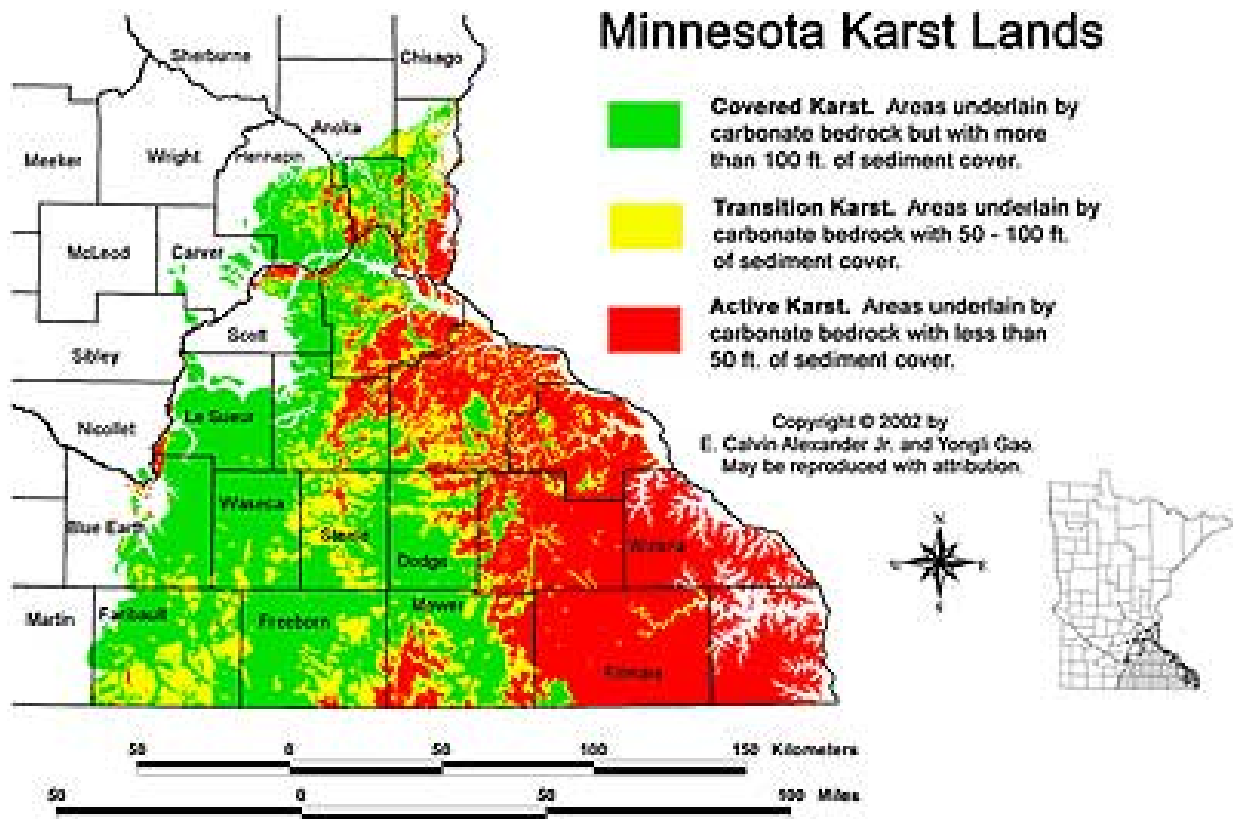 Minnesota Karst Lands
Covered Karst. Areas underlain by
carbonate bedrock but with more
than 100 ft. of sediment cover.
Transition Karst. Areas underlain by
carbonate bedrock with 50 - 100 ft.
of sediment cover.
Active Karst. Areas underlain by
carbonate bedrock with less than
50 ft. of sediment cover.
Copyright © 2002 by
E. Calvin Alexander Jr. and Yongli Gao
May be reproduced with attribution.
Sherburne
Chisago
Anoka
Meeker
Wright
Hennepin
McLeod
Carver
Scott
Sibley
Le Sueur
Nicollet
Waseca
Blue Earth
Steele
Dodge
Winona
Martin
Faribault
Freeborn
Mower
Fillmore
N
E
S
50 0 50 100 150 Kilometers
50 0 50 100 Miles